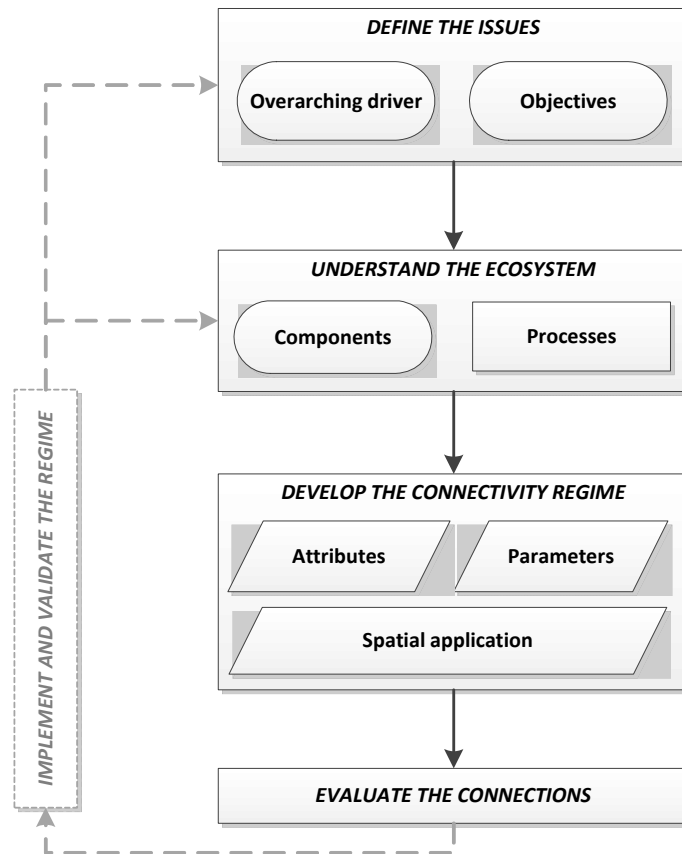 DEFINE THE ISSUES
Overarching driver
Objectives
UNDERSTAND THE ECOSYSTEM
Components
Processes
DEVELOP THE CONNECTIVITY REGIME
Attributes
Parameters
Spatial application
EVALUATE THE CONNECTIONS
IMPLEMENT AND VALIDATE THE REGIME